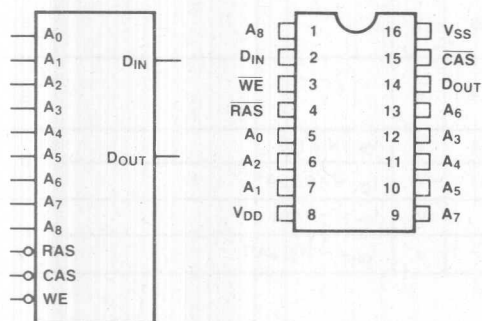 A0
A1
A2
A3
A4
A5
A6
A7
A8
RAS
CAS
WE
DIN
DOUT
A8 1 16 VSS
DIN 2 15 CAS
WE 3 14 DOUT
RAS 4 13 A6
A0 5 12 A3
A2 6 11 A4
A1 7 10 A5
VDD 8 9 A7